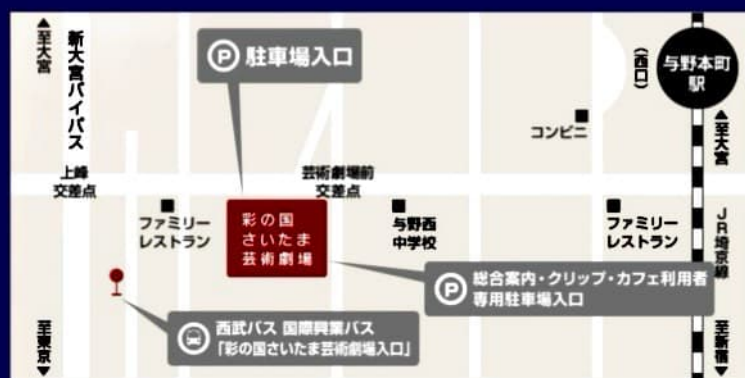 ▲至大宮
新大宮バイパス
Ⓟ 駐車場入口
(西口)
与野本町
駅
▲至大宮
コンビニ
上峰
交差点
芸術劇場前
交差点
ファミリー
レストラン
彩の国
さいたま
芸術劇場
与野西
中学校
ファミリー
レストラン
JR埼京線
Ⓟ 総合案内・クリップ・カフェ利用者
専用駐車場入口
西武バス 国際興業バス
「彩の国さいたま芸術劇場入口」
至東京▼
至新宿▼